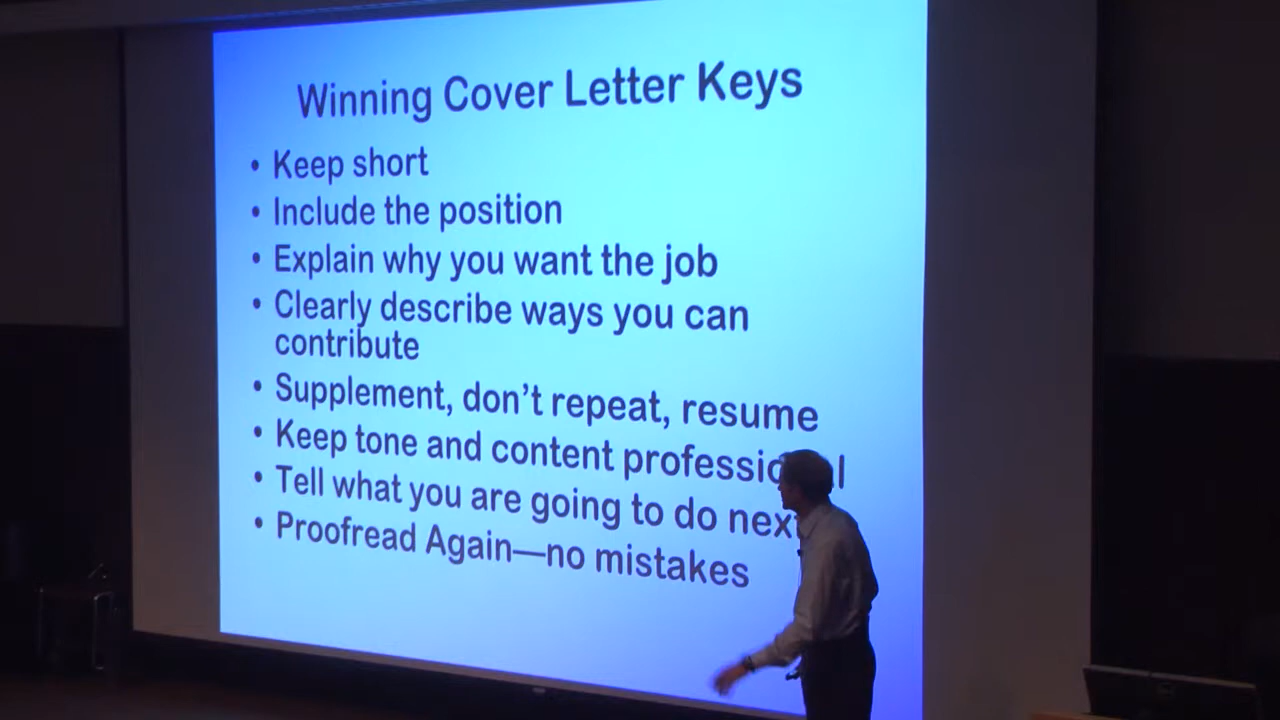 Winning Cover Letter Keys
• Keep short
• Include the position
• Explain why you want the job
• Clearly describe ways you can
contribute
• Supplement, don’t repeat, resume
• Keep tone and content
• Tell what you are going to do next
• Proofread Again—no mistakes